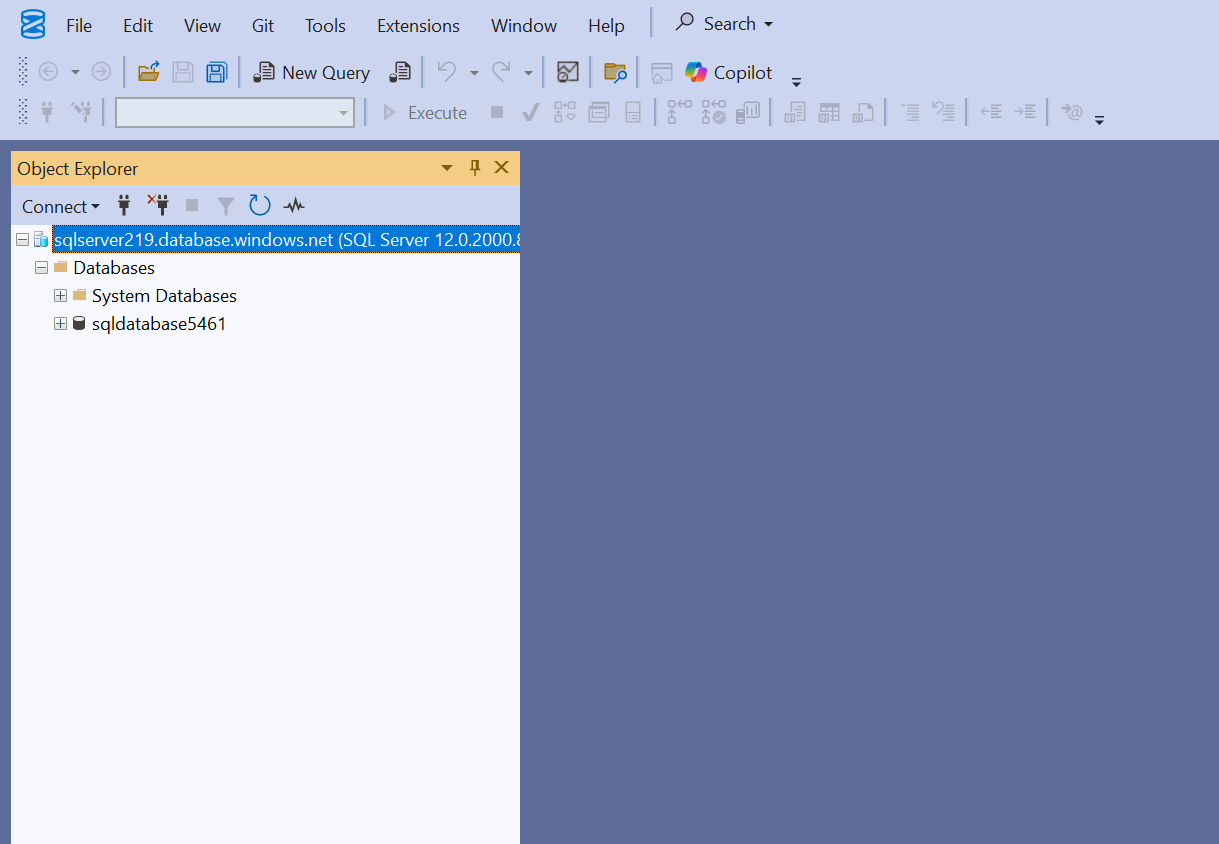 File Edit View Git Tools Extensions Window Help Search
New Query Copilot
Execute
Object Explorer
Connect
sqlserver219.database.windows.net (SQL Server 12.0.2000.8
Databases
System Databases
sqldatabase5461